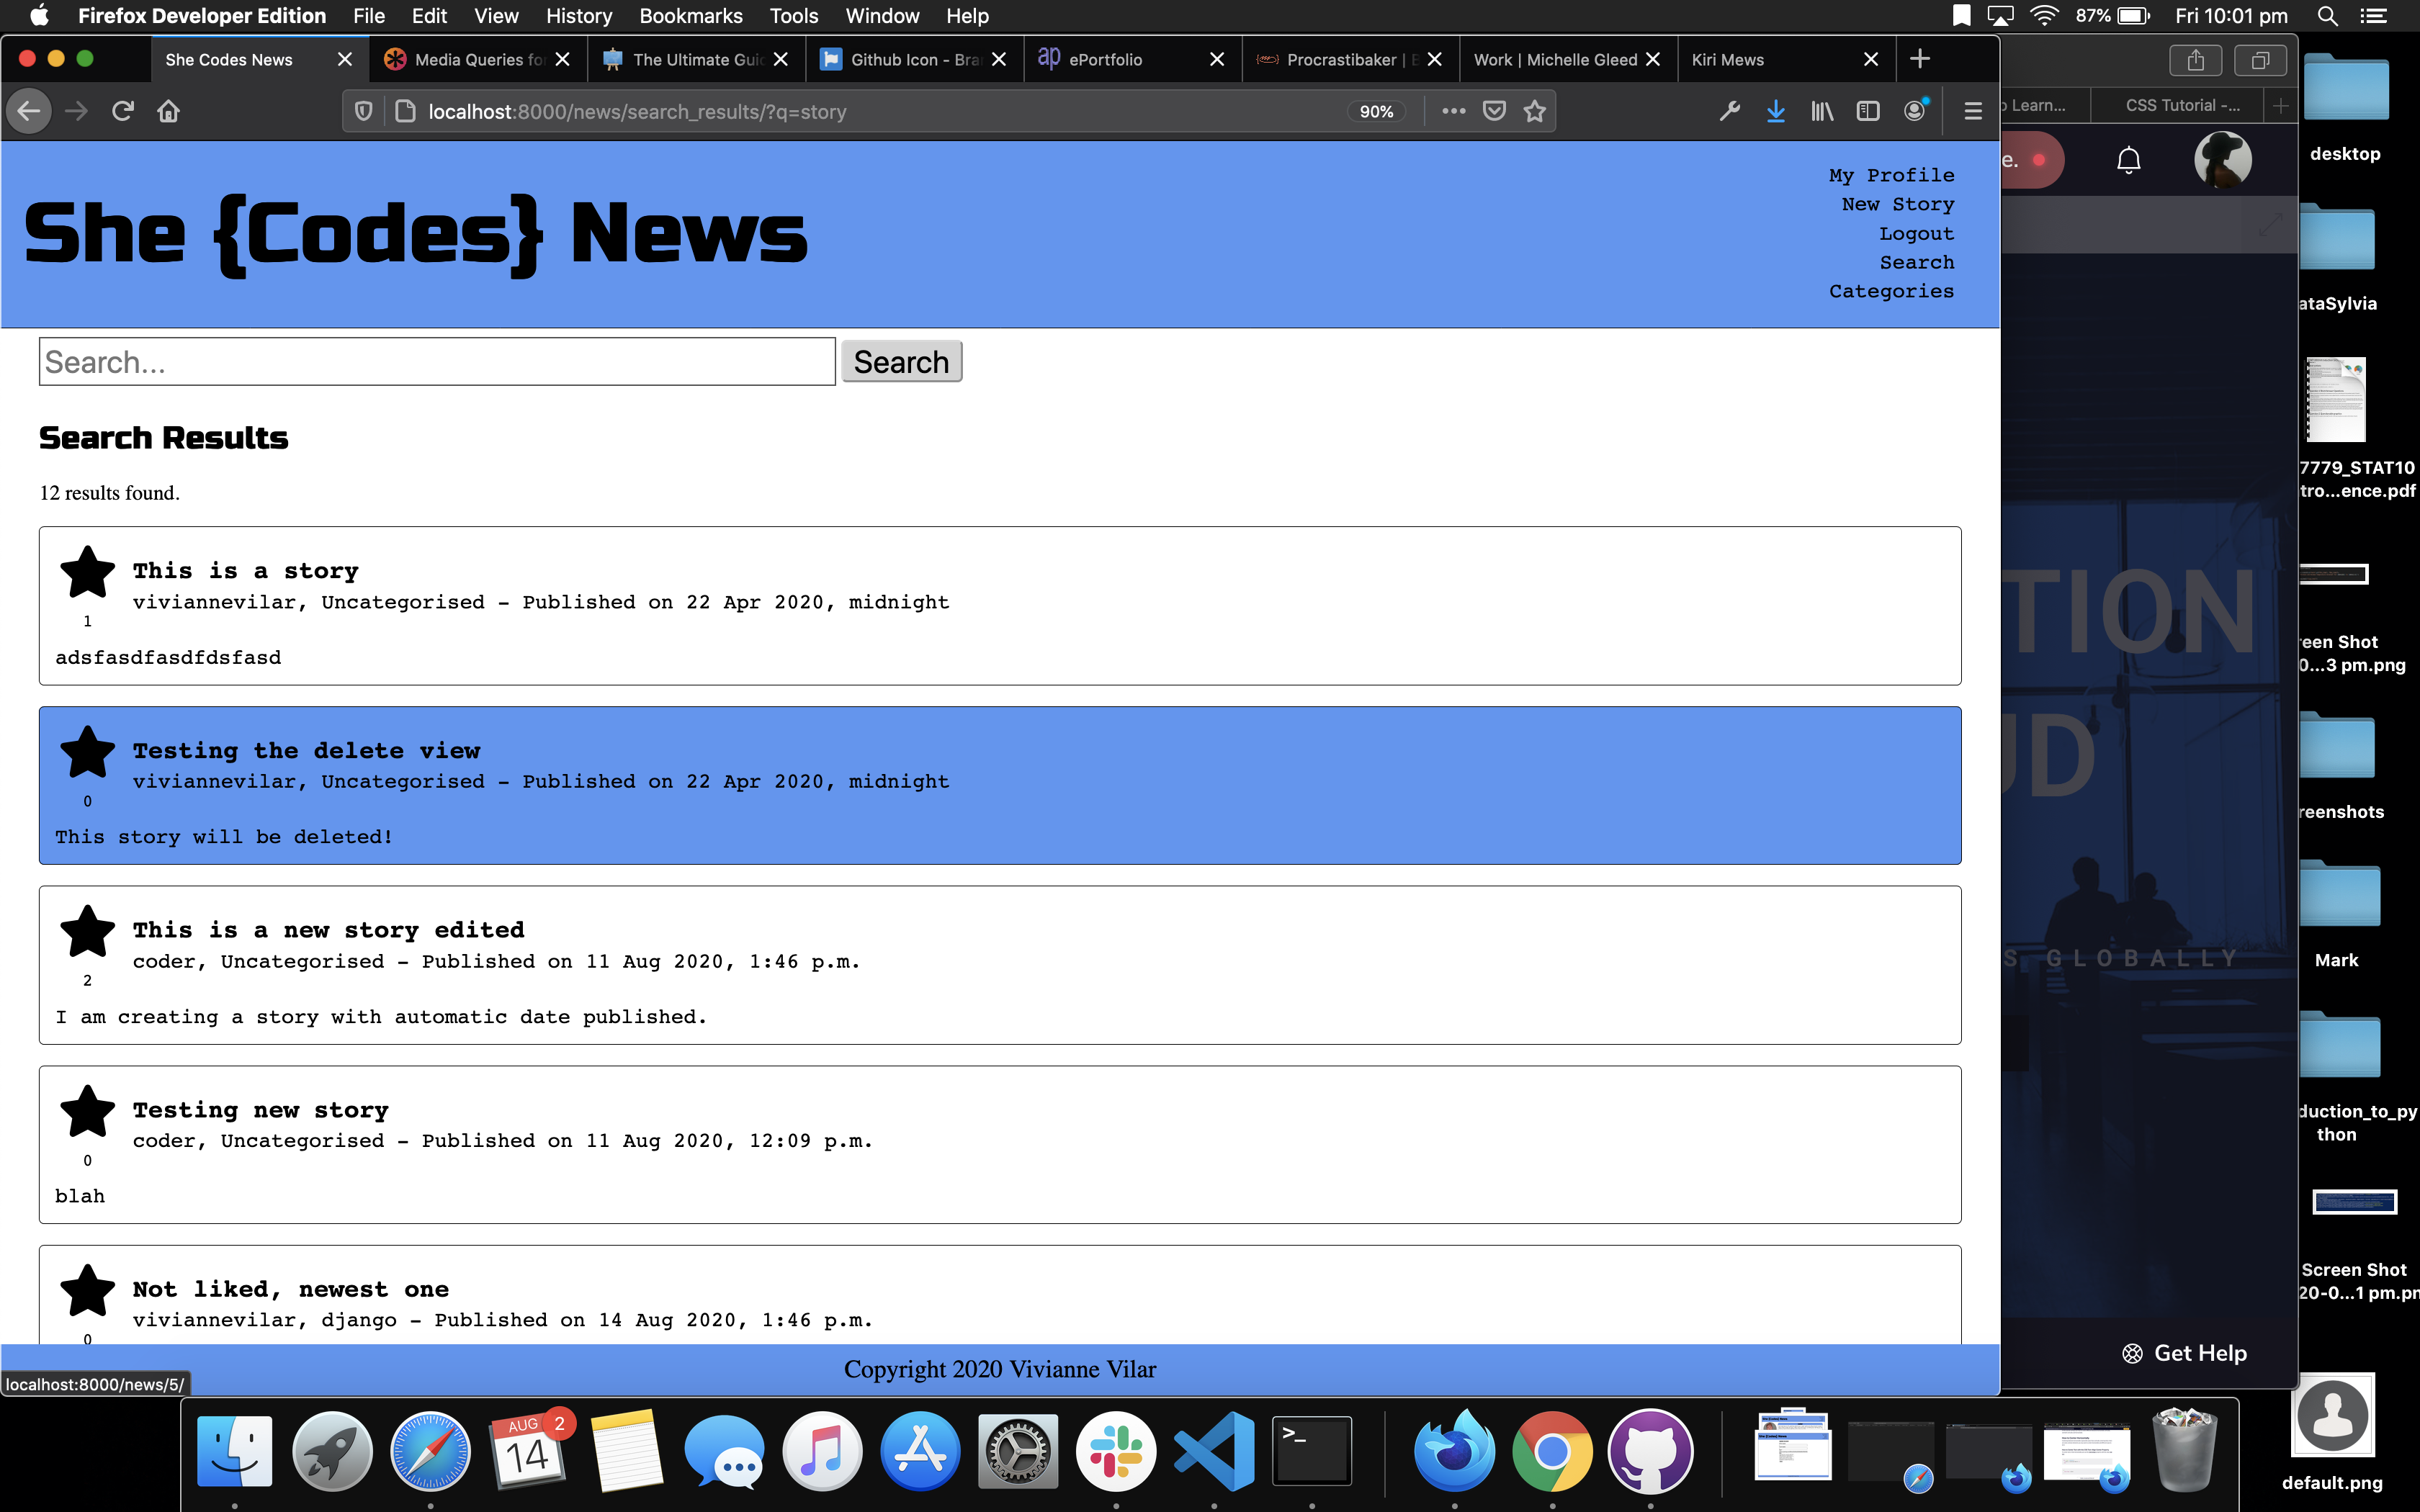 Firefox Developer Edition File Edit View History Bookmarks Tools Window Help 87% Fri 10:01 pm
She Codes News Media Queries fo The Ultimate Gui Github Icon - Bra ePortfolio Procrastibaker | Work | Michelle Gleed Kiri Mews
localhost:8000/news/search_results/?q=story 90%
Learn... CSS Tutorial -...
e.
She {Codes} News
My Profile
New Story
Logout
Search
Categories
Search... Search
Search Results
12 results found.
This is a story
viviannevilar, Uncategorised - Published on 22 Apr 2020, midnight
1
adsfasdfasdfdsfasd
Testing the delete view
viviannevilar, Uncategorised - Published on 22 Apr 2020, midnight
0
This story will be deleted!
This is a new story edited
coder, Uncategorised - Published on 11 Aug 2020, 1:46 p.m.
2
I am creating a story with automatic date published.
Testing new story
coder, Uncategorised - Published on 11 Aug 2020, 12:09 p.m.
0
blah
Not liked, newest one
viviannevilar, django - Published on 14 Aug 2020, 1:46 p.m.
0
Copyright 2020 Vivianne Vilar
localhost:8000/news/5/
TION
UD
S GLOBALLY
Get Help
desktop
ataSylvia
7779_STAT10
tro...ence.pdf
reen Shot
0...3 pm.png
reenshots
Mark
duction_to_py
thon
Screen Shot
20-0...1 pm.pn
default.png
AUG
14
2